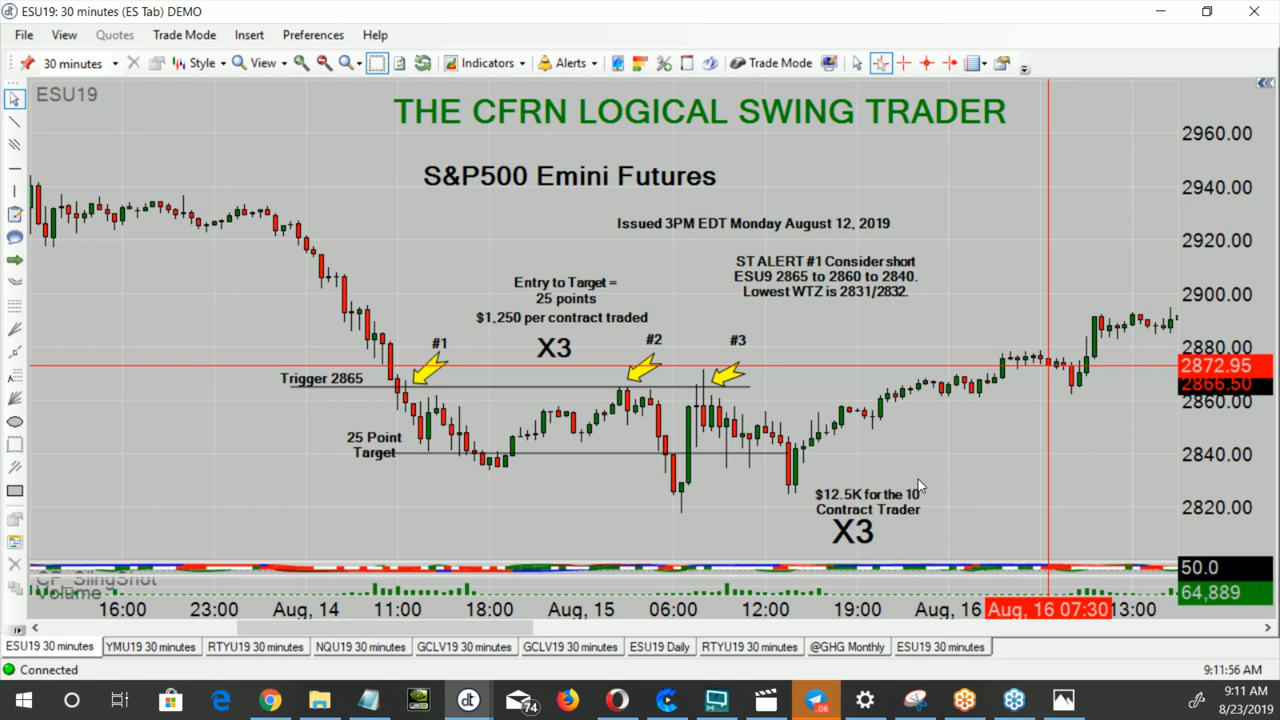 ESU19: 30 minutes (ES Tab) DEMO
File View Quotes Trade Mode Insert Preferences Help
30 minutes Style View Indicators Alerts Trade Mode
ESU19
THE CFRN LOGICAL SWING TRADER
S&P500 Emini Futures
Issued 3PM EDT Monday August 12, 2019
ST ALERT #1 Consider short
ESU9 2865 to 2860 to 2840.
Lowest WTZ is 2831/2832.
Entry to Target =
25 points
$1,250 per contract traded
X3
#1
#2
#3
Trigger 2865
25 Point
Target
$12.5K for the 10
Contract Trader
X3
2960.00
2940.00
2920.00
2900.00
2880.00
2872.95
2866.50
2860.00
2840.00
2820.00
CF_SlingShot
50.0
Volume
64,889
16:00 23:00 Aug, 14 11:00 18:00 Aug, 15 06:00 12:00 19:00 Aug, 16 Aug, 16 07:30 13:00
ESU19 30 minutes YMU19 30 minutes RTYU19 30 minutes NQU19 30 minutes GCLV19 30 minutes GCLV19 30 minutes ESU19 Daily RTYU19 30 minutes @GHG Monthly ESU19 30 minutes
Connected
9:11:56 AM
74
.06
9:11 AM
8/23/2019